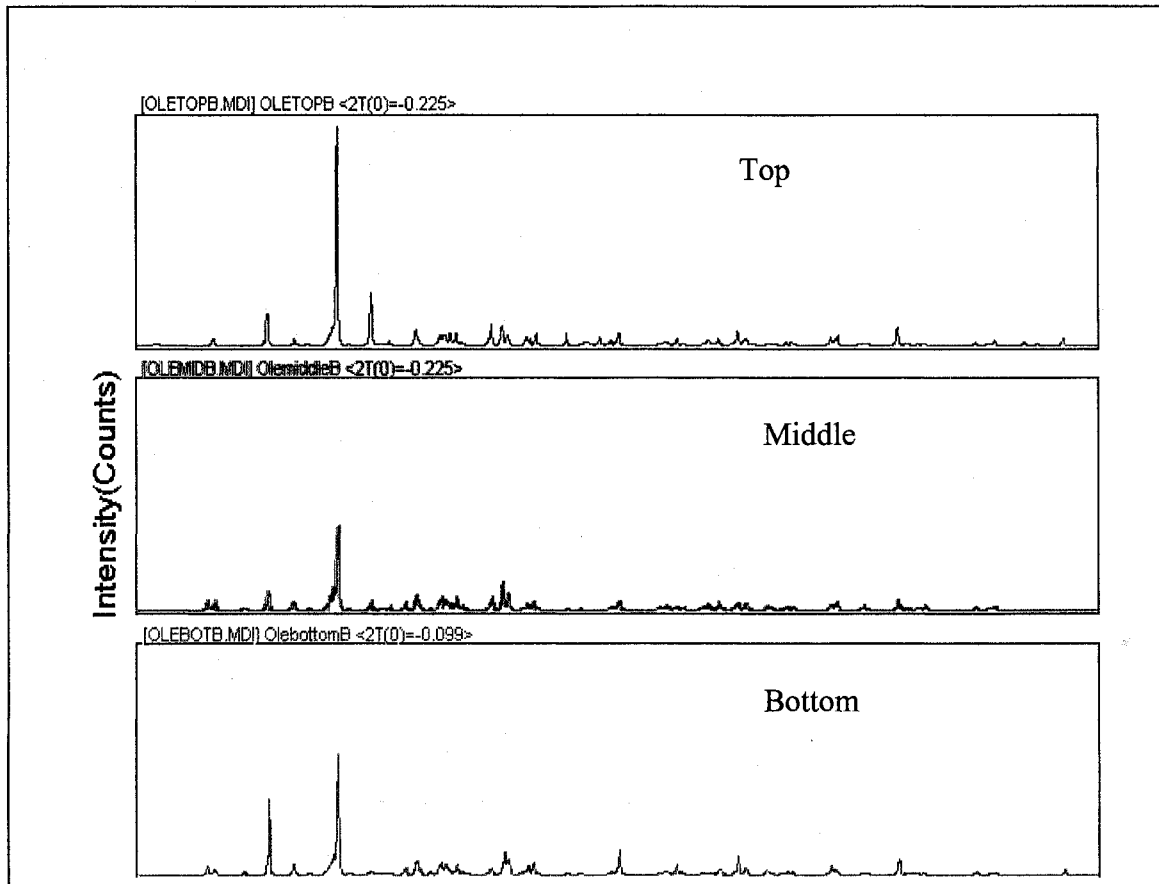 [OLETOPB.MDI] OLETOPB <2T(0)=-0.225>
Top
[OLEMIDB.MDI] OlemiddleB <2T(0)=-0.225>
Middle
Intensity(Counts)
[OLEBOTB.MDI] OlebottomB <2T(0)=-0.099>
Bottom